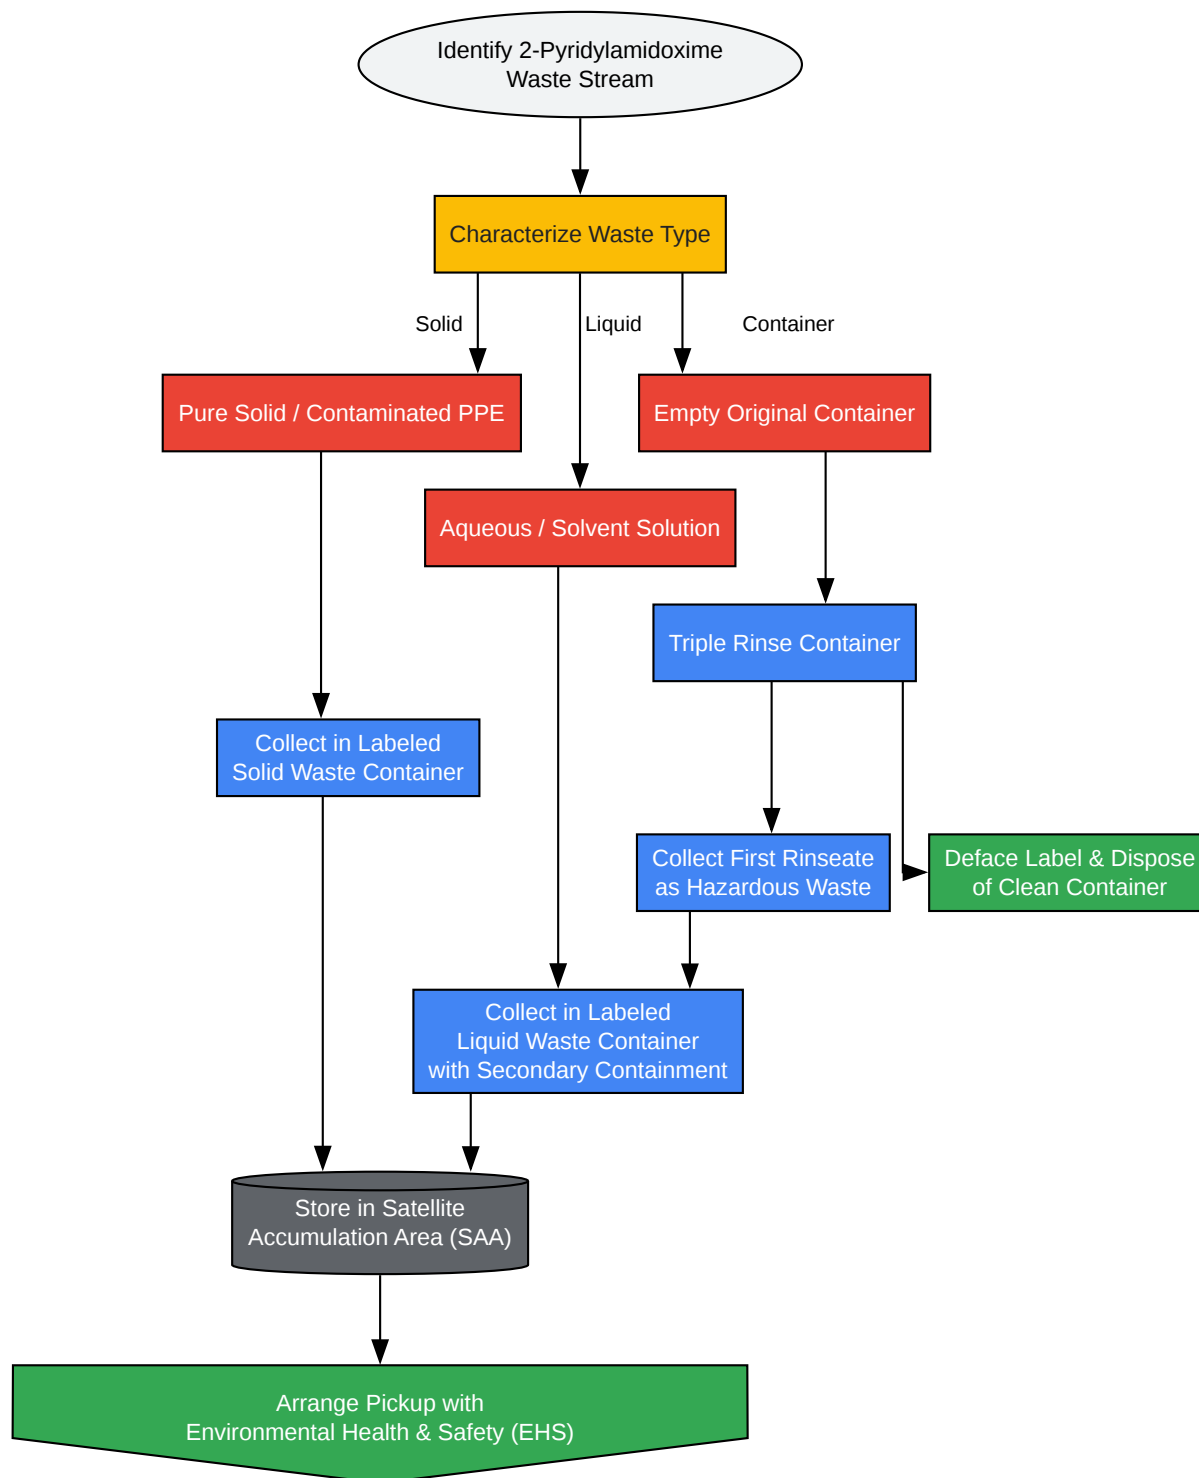 Identify 2-Pyridylamidoxime
Waste Stream
Characterize Waste Type
Solid
Liquid
Container
Pure Solid / Contaminated PPE
Empty Original Container
Aqueous / Solvent Solution
Triple Rinse Container
Collect in Labeled
Solid Waste Container
Collect First Rinseate
as Hazardous Waste
Deface Label & Dispose
of Clean Container
Collect in Labeled
Liquid Waste Container
with Secondary Containment
Store in Satellite
Accumulation Area (SAA)
Arrange Pickup with
Environmental Health & Safety (EHS)